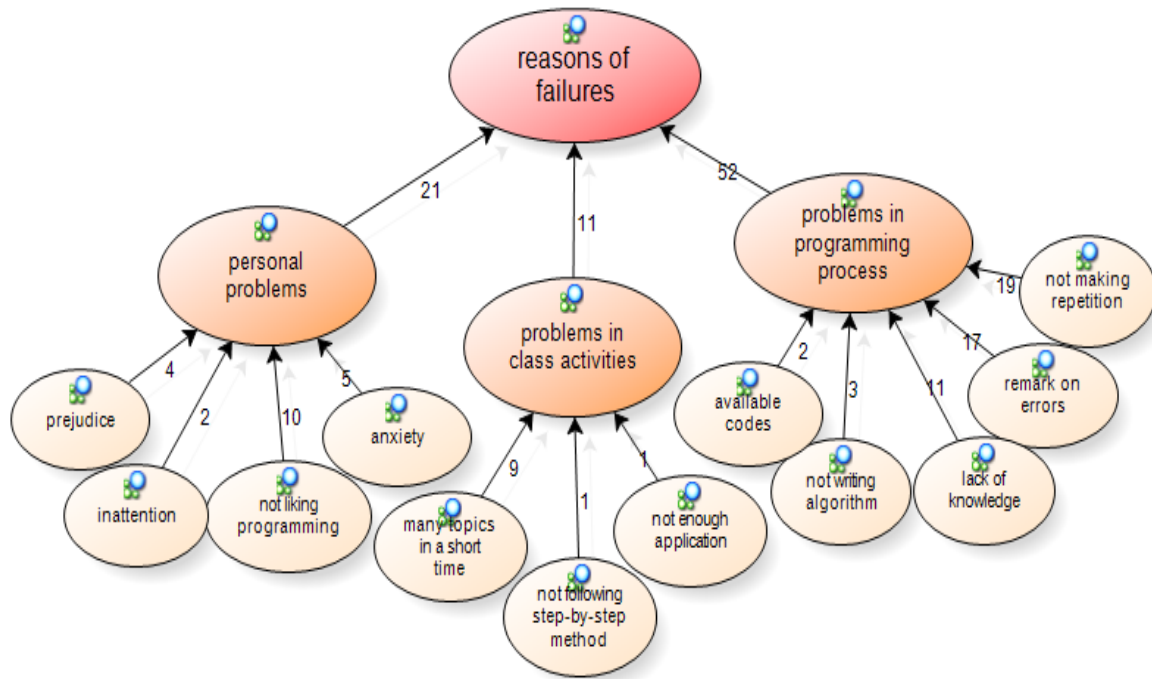 reasons of
failures
21
11
52
personal
problems
problems in
class activities
problems in
programming
process
4
2
10
5
prejudice
inattention
not liking
programming
anxiety
9
1
1
many topics
in a short
time
not following
step-by-step
method
not enough
application
2
3
11
17
19
available
codes
not writing
algorithm
lack of
knowledge
remark on
errors
not making
repetition